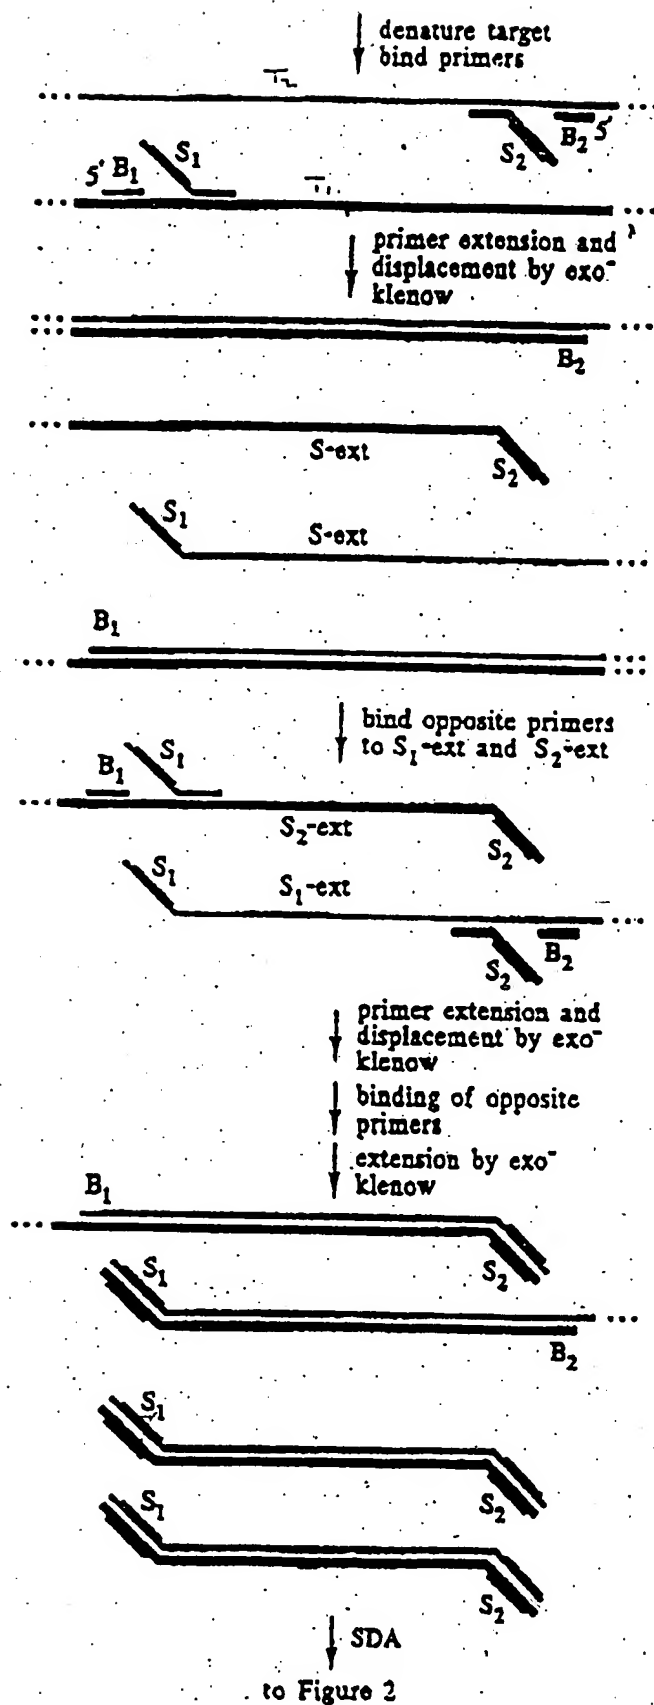 denature target
bind primers
T2
5' B1 S1
S2 B2 5'
T1
primer extension and
displacement by exo-
klenow
B2
S-ext
S2
S1
S-ext
B1
bind opposite primers
to S1-ext and S2-ext
B1 S1
S2-ext
S2
S1
S1-ext
S2 B2
primer extension and
displacement by exo-
klenow
binding of opposite
primers
extension by exo-
klenow
B1
S2
S1
B2
S1
S2
S1
S2
SDA
to Figure 2